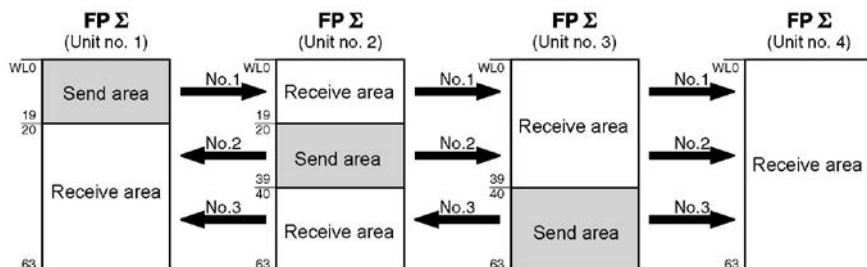 FP Σ FP Σ FP Σ FP Σ
(Unit no. 1) (Unit no. 2) (Unit no. 3) (Unit no. 4)
WL0 WL0 WL0 WL0
No.1 No.1 No.1
Send area Receive area
19 19
20 20 Receive area
No.2 No.2 No.2
Send area Receive area
Receive area 39 39
40 40
No.3 No.3 No.3
Receive area Send area
63 63 63 63